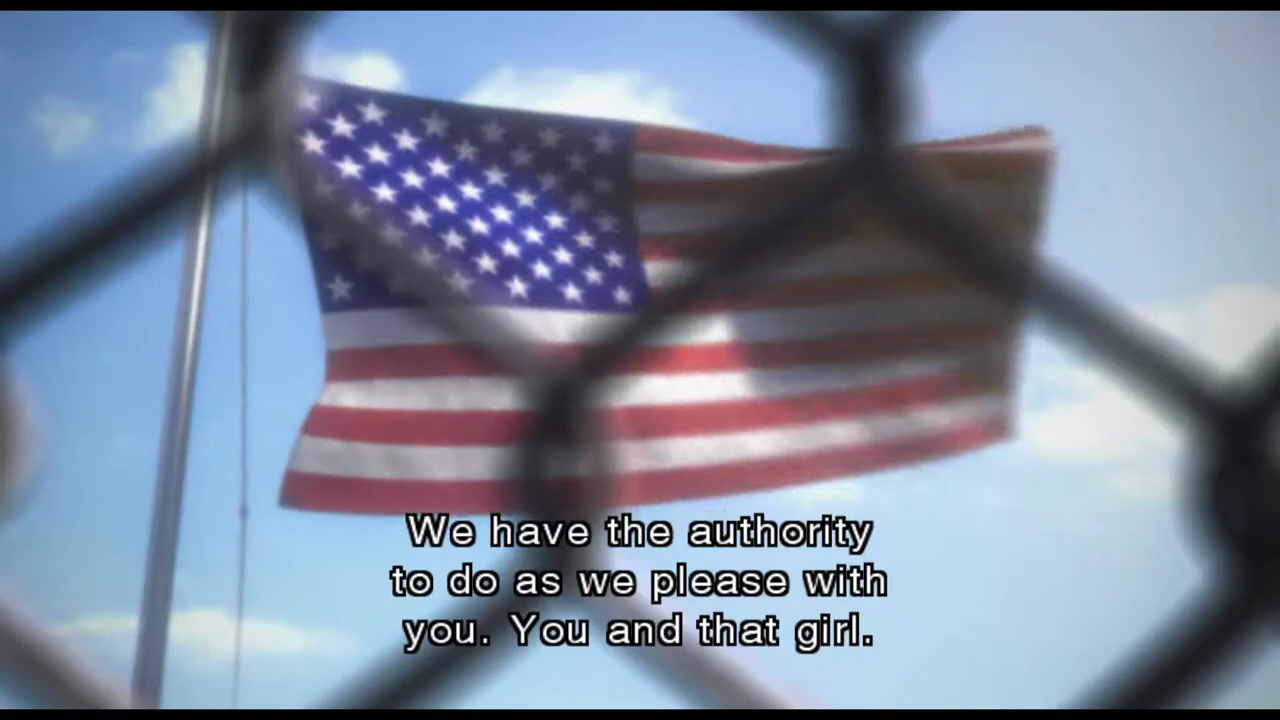 We have the authority
to do as we please with
you. You and that girl.